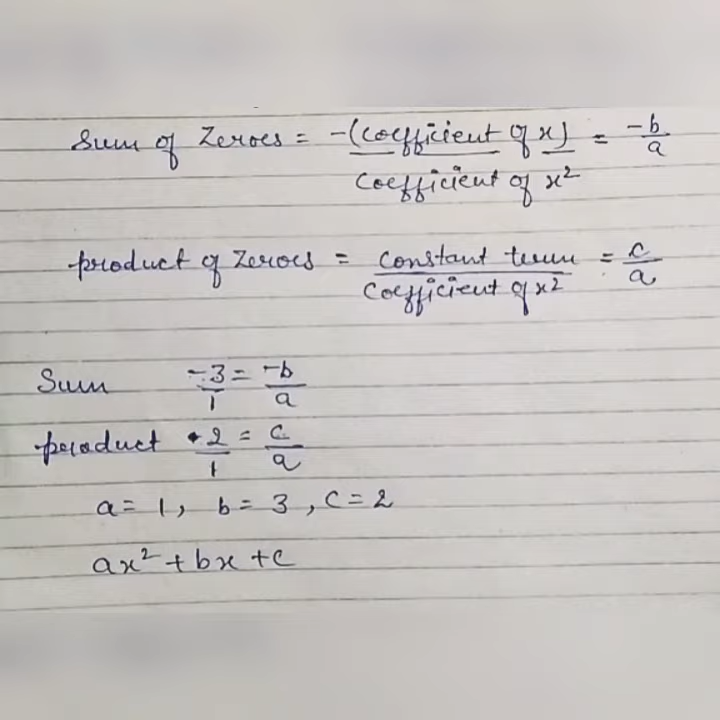 Sum of Zeroes = -(coefficient of x) / coefficient of x² = -b/a
product of zeroes = constant term / coefficient of x² = c/a
Sum -3/1 = -b/a
product 2/1 = c/a
a = 1, b = 3, c = 2
ax² + bx + c